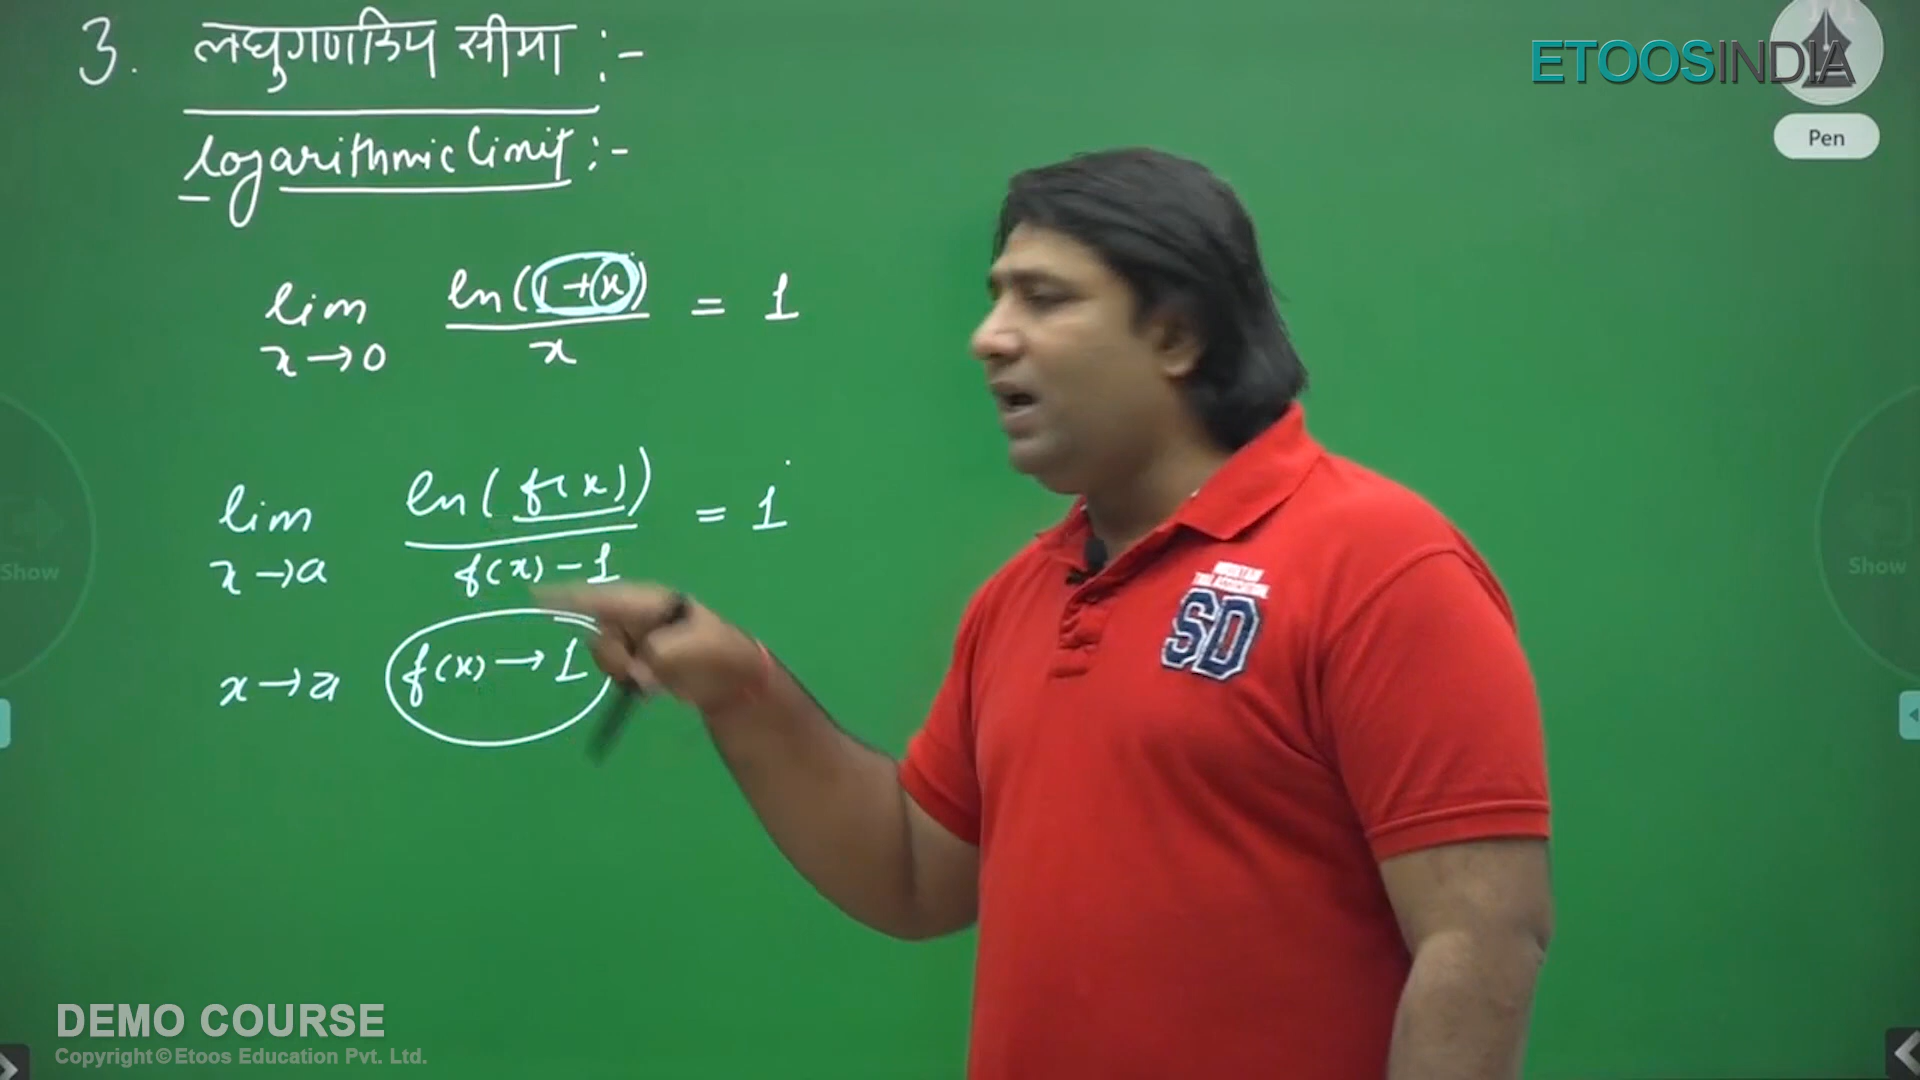 3. लघुगणकिय सीमा :-
logarithmic limit :-
lim x→0 ln(1+x) / x = 1
lim x→a ln(f(x)) / f(x)-1 = 1
x→a f(x)→1
ETOOSINDIA
Pen
Show
Show
SD
DEMO COURSE
Copyright©Etoos Education Pvt. Ltd.